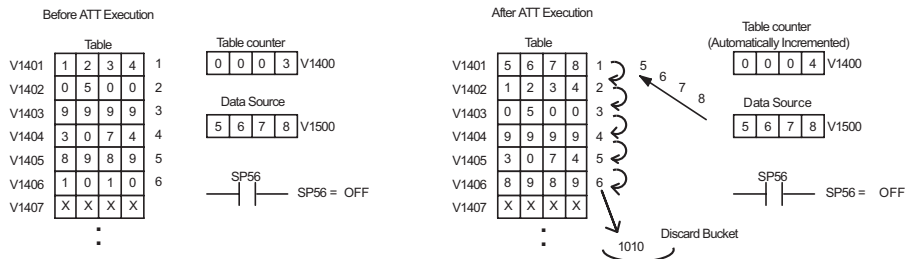 Before ATT Execution
Table
V1401 1 2 3 4 1
V1402 0 5 0 0 2
V1403 9 9 9 9 3
V1404 3 0 7 4 4
V1405 8 9 8 9 5
V1406 1 0 1 0 6
V1407 X X X X
Table counter
0 0 0 3 V1400
Data Source
5 6 7 8 V1500
SP56
SP56 = OFF
After ATT Execution
Table
V1401 5 6 7 8 1
V1402 1 2 3 4 2
V1403 0 5 0 0 3
V1404 9 9 9 9 4
V1405 3 0 7 4 5
V1406 8 9 8 9 6
V1407 X X X X
5 6 7 8
Table counter
(Automatically Incremented)
0 0 0 4 V1400
Data Source
5 6 7 8 V1500
SP56
SP56 = OFF
Discard Bucket
1010